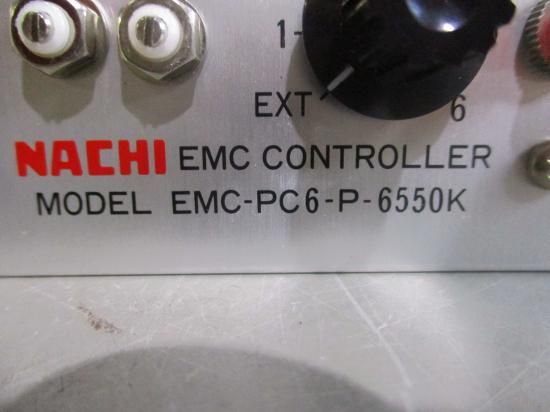 1-
EXT 6
NACHI EMC CONTROLLER
MODEL EMC-PC6-P-6550K